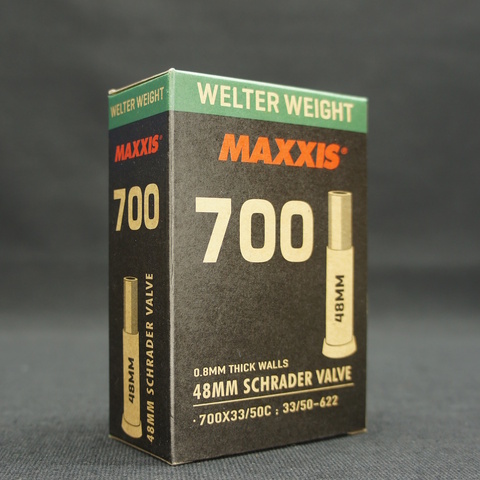 WELTER WEIGHT
MAXXIS®
700
48MM
48MM SCHRADER VALVE
WELTER WEIGHT
MAXXIS®
700
48MM
0.8MM THICK WALLS
48MM SCHRADER VALVE
·700X33/50C : 33/50-622